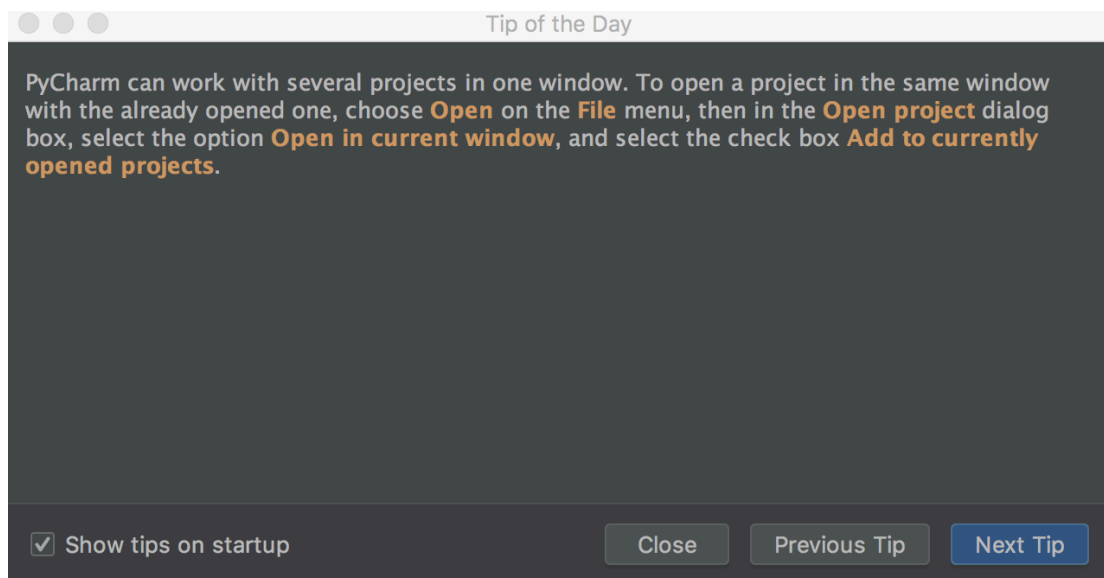 Tip of the Day
PyCharm can work with several projects in one window. To open a project in the same window
with the already opened one, choose Open on the File menu, then in the Open project dialog
box, select the option Open in current window, and select the check box Add to currently
opened projects.
Show tips on startup
Close
Previous Tip
Next Tip